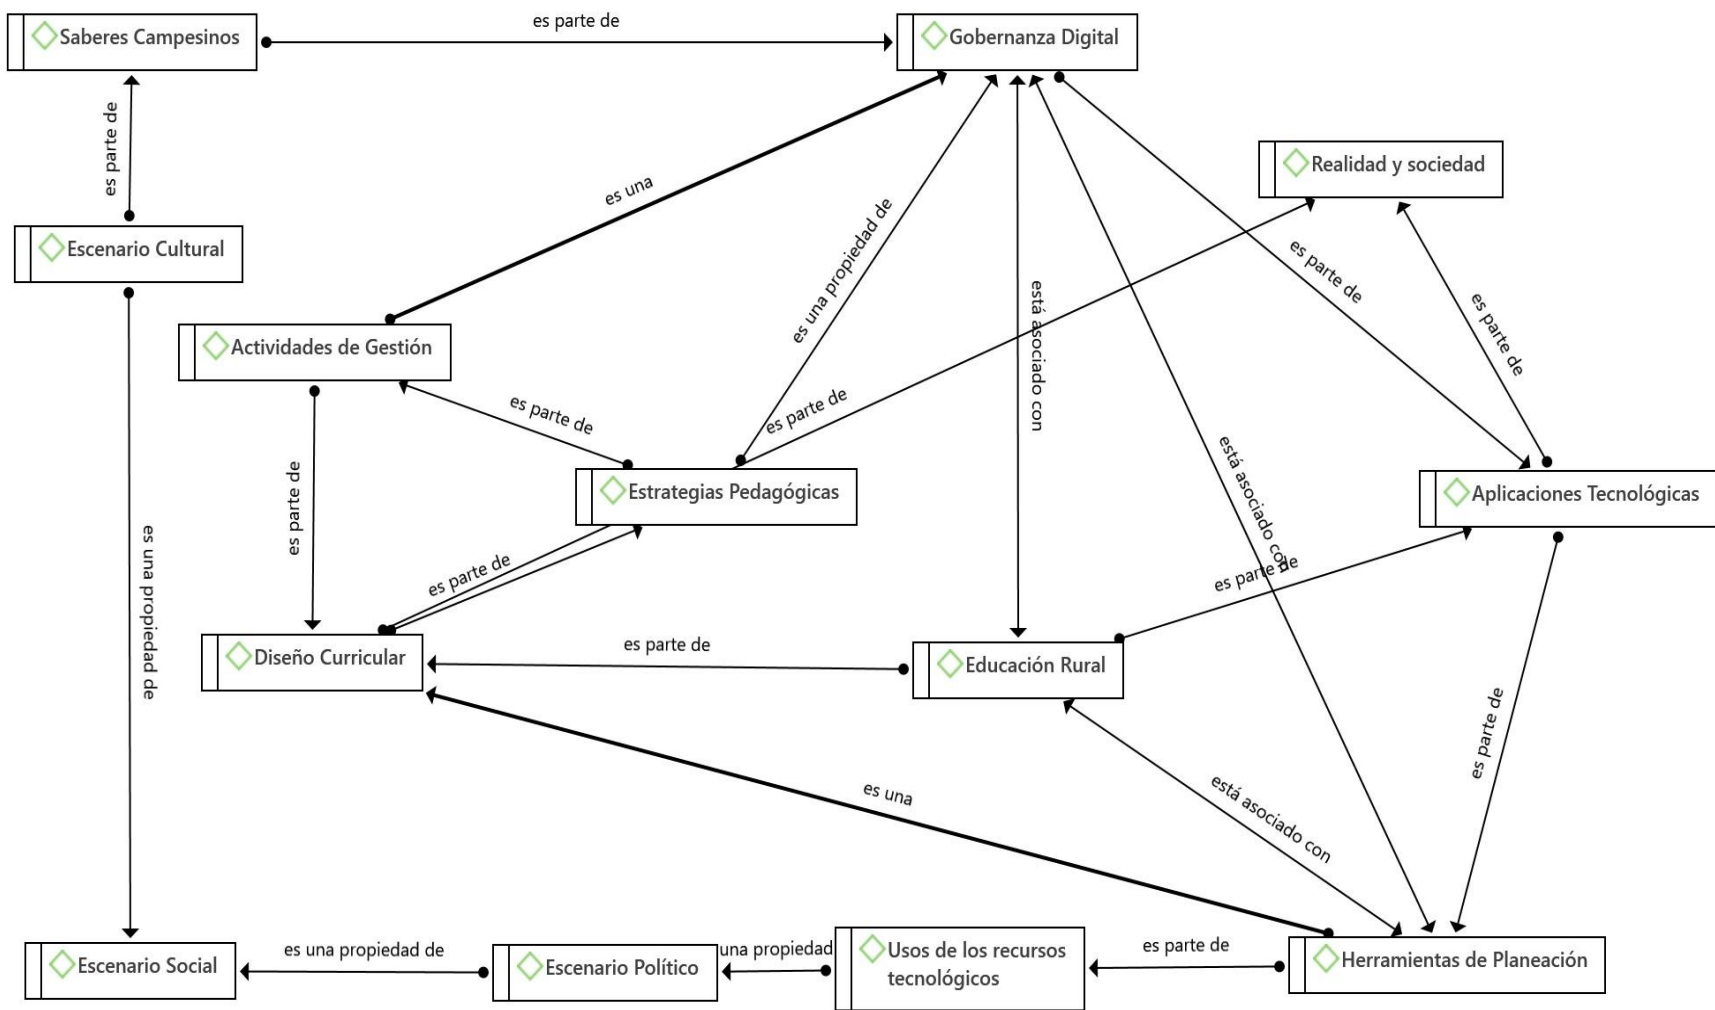 es parte de
Saberes Campesinos
Gobernanza Digital
es parte de
Realidad y sociedad
es una
es una propiedad de
Escenario Cultural
es parte de
está asociado con
es parte de
Actividades de Gestión
es parte de
es parte de
está asociado con
es parte de
Estrategias Pedagógicas
Aplicaciones Tecnológicas
es una propiedad de
es parte de
es parte de
Diseño Curricular
es parte de
Educación Rural
es parte de
es una
está asociado con
es una propiedad de
una propiedad
Usos de los recursos
tecnológicos
es parte de
Escenario Social
Escenario Político
Herramientas de Planeación